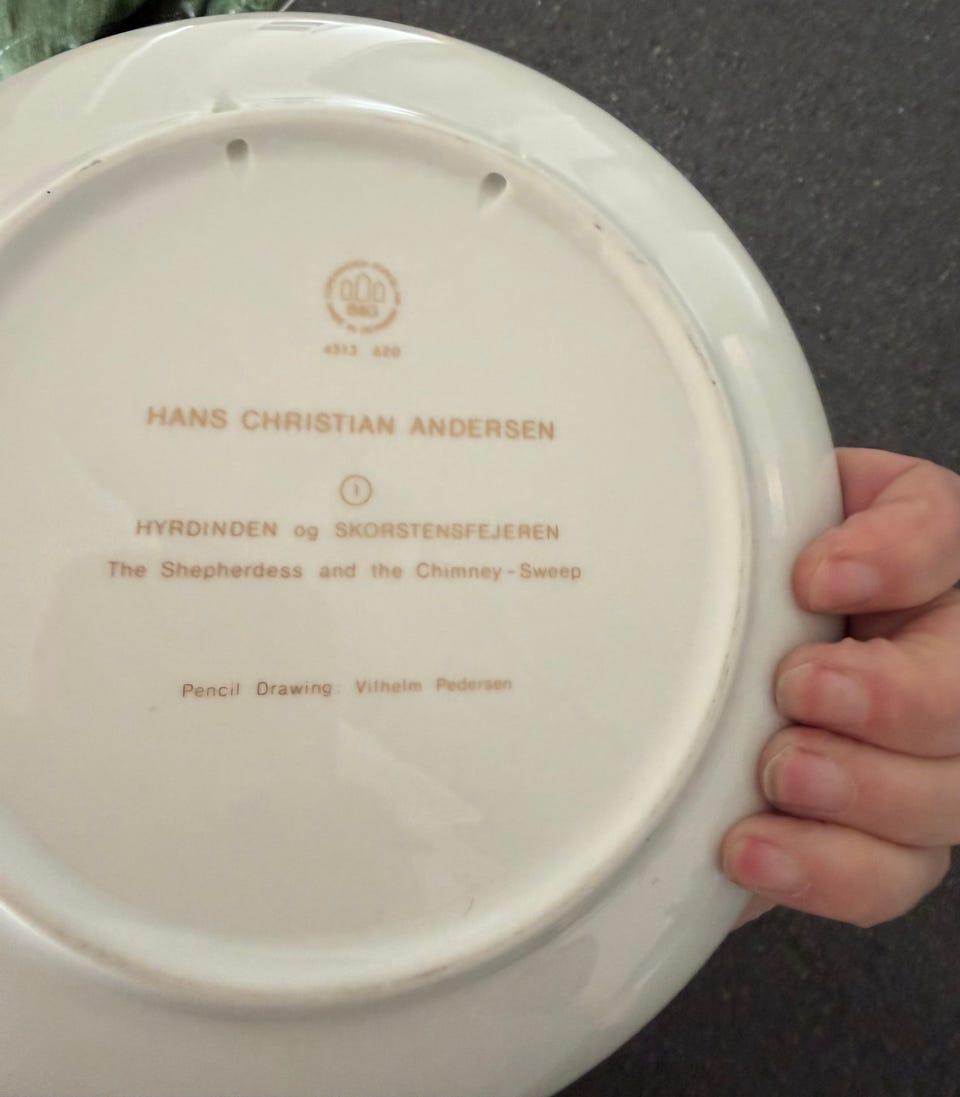 B&G
4513 620
HANS CHRISTIAN ANDERSEN
1
HYRDINDEN og SKORSTENSFEJEREN
The Shepherdess and the Chimney-Sweep
Pencil Drawing: Vilhelm Pedersen